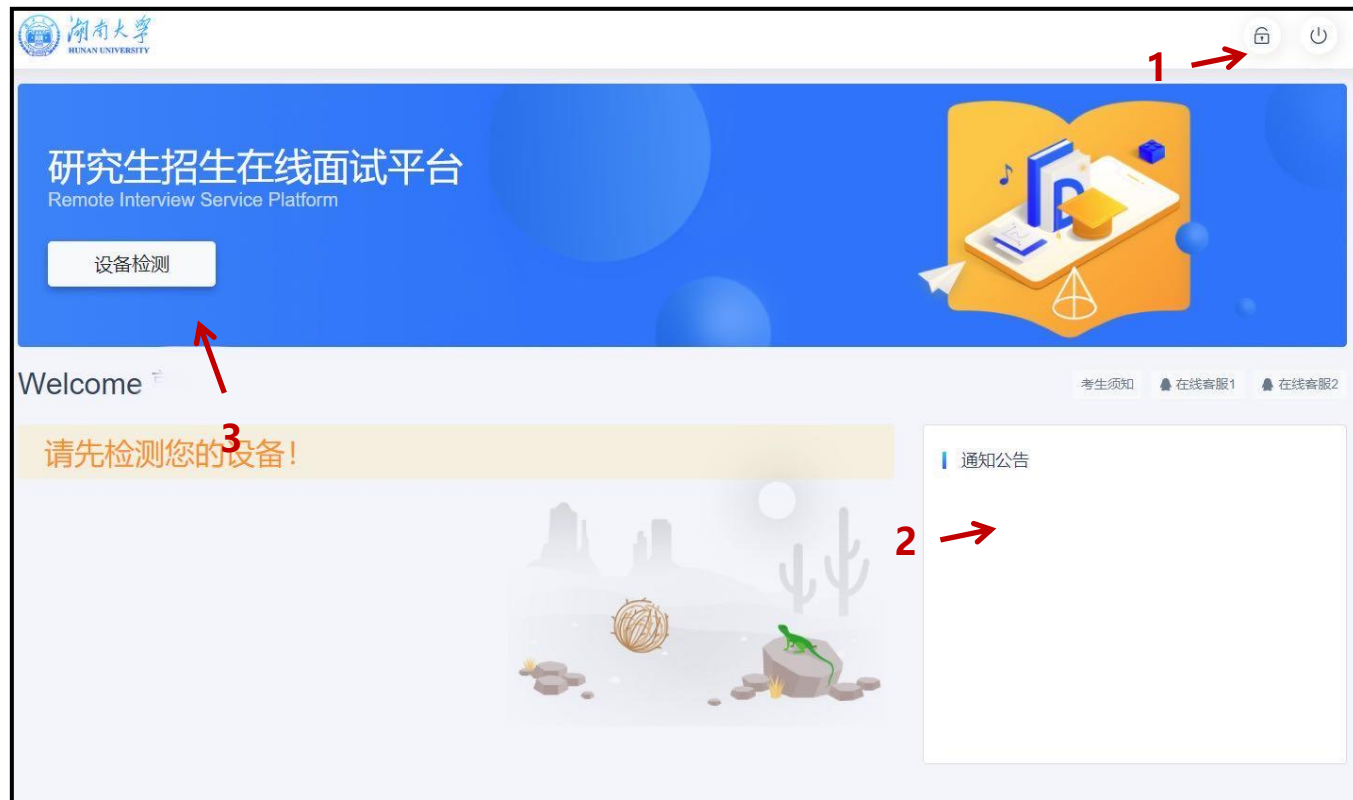 湖南大学
HUNAN UNIVERSITY
1
研究生招生在线面试平台
Remote Interview Service Platform
设备检测
3
Welcome
考生须知 在线客服1 在线客服2
请先检测您的设备!
通知公告
2